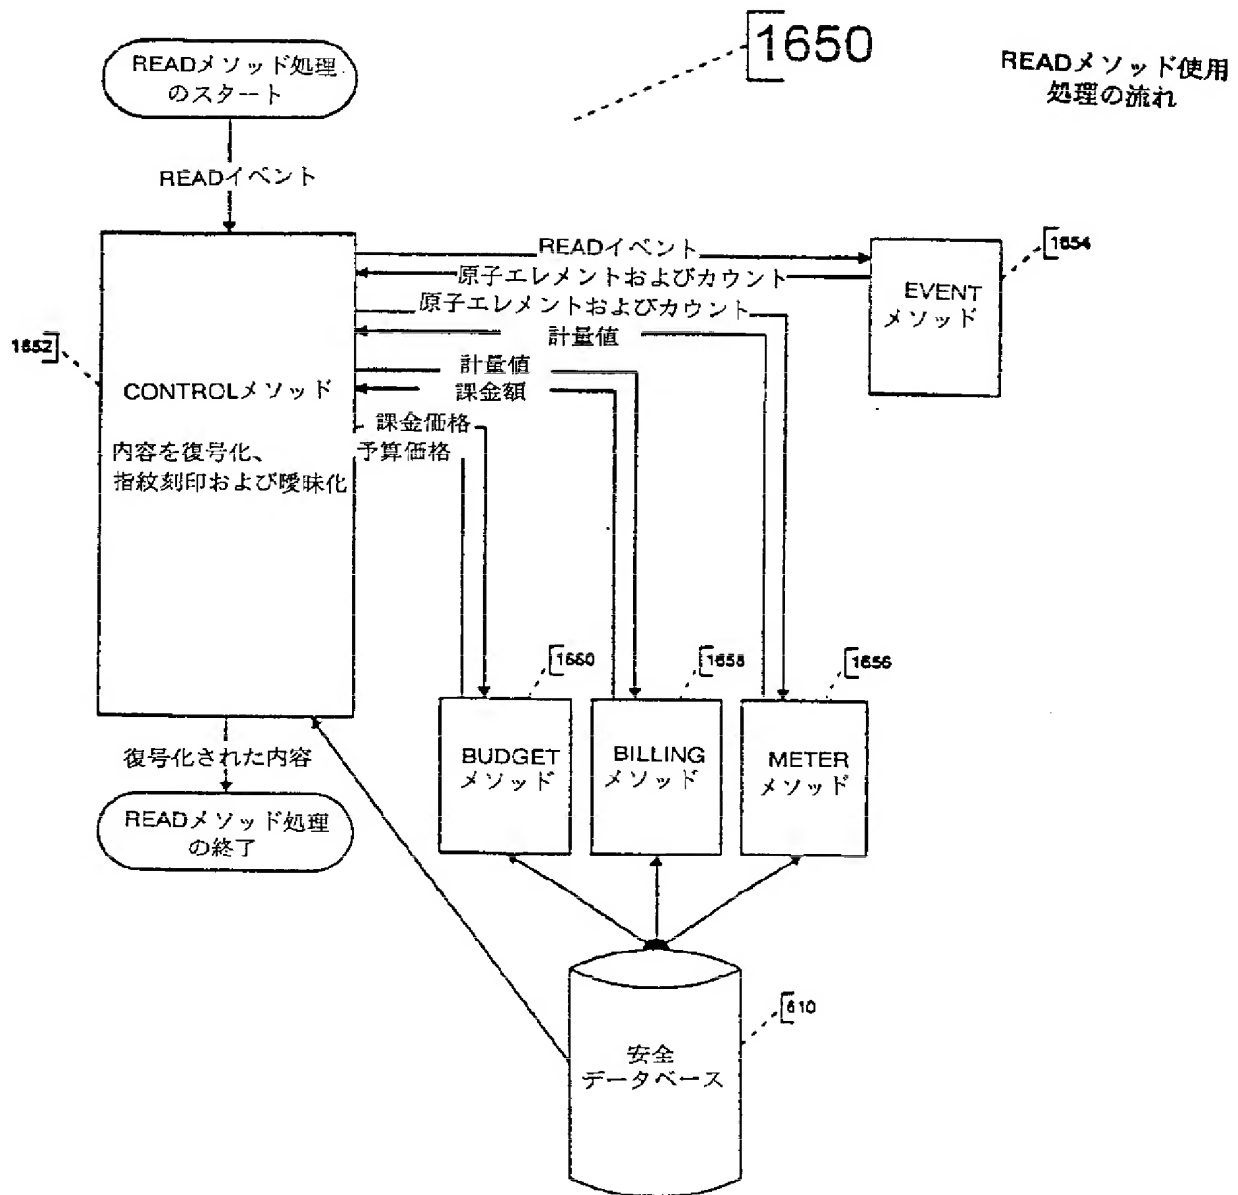 1650
READメソッド使用
処理の流れ
READメソッド処理
のスタート
READイベント
READイベント
原子エレメントおよびカウント
原子エレメントおよびカウント
計量値
計量値
課金額
課金価格
予算価格
1654
EVENT
メソッド
1652
CONTROLメソッド
内容を復号化、
指紋刻印および曖昧化
1660
1658
1656
BUDGET
メソッド
BILLING
メソッド
METER
メソッド
復号化された内容
READメソッド処理
の終了
610
安全
データベース